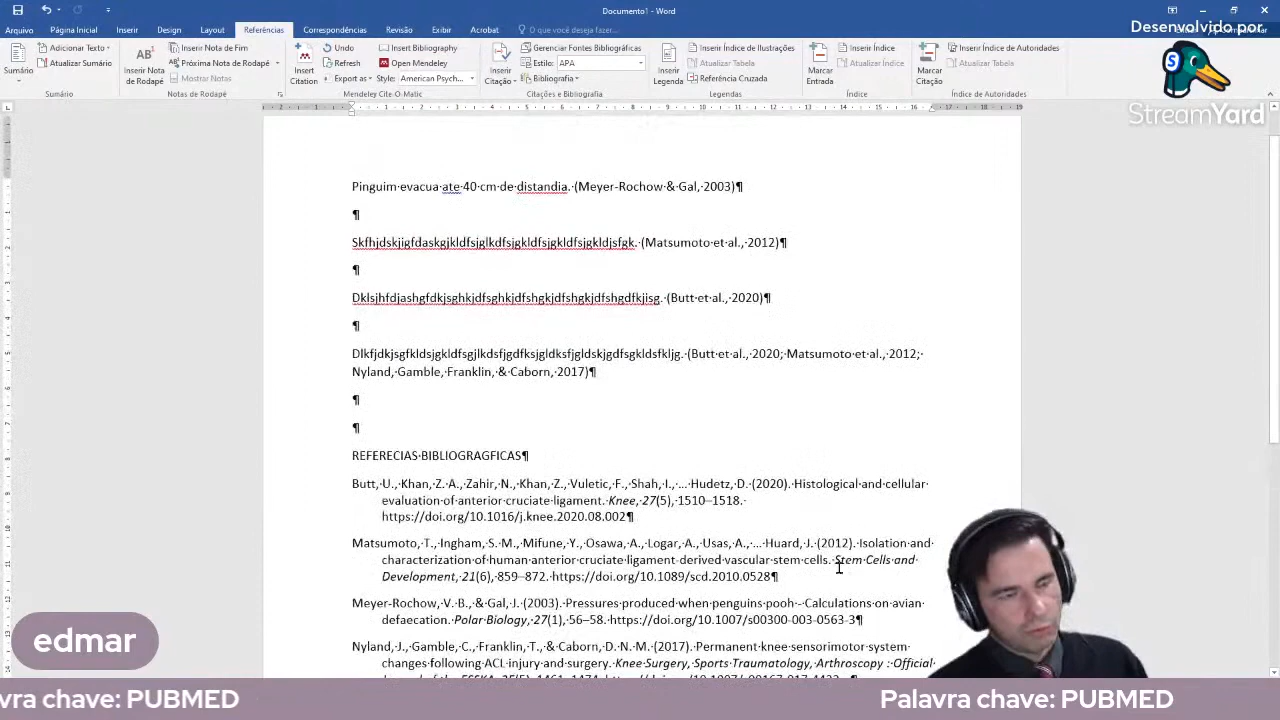 Documento1 - Word
Desenvolvido por
StreamYard
Arquivo Página Inicial Inserir Design Layout Referências Correspondências Revisão Exibir Acrobat O que você deseja fazer...
Sumário
Adicionar Texto
Atualizar Sumário
Sumário
AB¹
Inserir Nota de Rodapé
Inserir Nota de Fim
Próxima Nota de Rodapé
Mostrar Notas
Notas de Rodapé
Insert Citation
Undo
Refresh
Export as
Insert Bibliography
Open Mendeley
Style: American Psych...
Mendeley Cite-O-Matic
Inserir Citação
Gerenciar Fontes Bibliográficas
Estilo: APA
Bibliografia
Citações e Bibliografia
Inserir Legenda
Inserir Índice de Ilustrações
Atualizar Tabela
Referência Cruzada
Legendas
Marcar Entrada
Inserir Índice
Atualizar Índice
Índice
Marcar Citação
Inserir Índice de Autoridades
Atualizar Tabela
Índice de Autoridades
Pinguim·evacua·ate·40·cm·de·distandia.·(Meyer-Rochow·&·Gal,·2003)¶
¶
Skfhjdskjigfdaskgjkldfsjglkdfsjgkldfsjgkldfsjgkldjsfgk.·(Matsumoto·et·al.,·2012)¶
¶
Dklsjhfdjashgfdkjsghkjdfsghkjdfshgkjdfshgkjdfshgdfkjisg.·(Butt·et·al.,·2020)¶
¶
Dlkfjdkjsgfkldsjgkldfsgjlkdsfjgdfksjgldksfjgldskjgdfsgkldsfkljg.·(Butt·et·al.,·2020;·Matsumoto·et·al.,·2012;·
Nyland,·Gamble,·Franklin,·&·Caborn,·2017)¶
¶
¶
REFERECIAS·BIBLIOGRAGFICAS¶
Butt,·U.,·Khan,·Z.·A.,·Zahir,·N.,·Khan,·Z.,·Vuletic,·F.,·Shah,·I.,·…·Hudetz,·D.·(2020).·Histological·and·cellular·
evaluation·of·anterior·cruciate·ligament.·Knee,·27(5),·1510–1518.·
https://doi.org/10.1016/j.knee.2020.08.002¶
Matsumoto,·T.,·Ingham,·S.·M.,·Mifune,·Y.,·Osawa,·A.,·Logar,·A.,·Usas,·A.,·…·Huard,·J.·(2012).·Isolation·and·
characterization·of·human·anterior·cruciate·ligament-derived·vascular·stem·cells.·Stem·Cells·and·
Development,·21(6),·859–872.·https://doi.org/10.1089/scd.2010.0528¶
Meyer-Rochow,·V.·B.,·&·Gal,·J.·(2003).·Pressures·produced·when·penguins·pooh·-·Calculations·on·avian·
defaecation.·Polar·Biology,·27(1),·56–58.·https://doi.org/10.1007/s00300-003-0563-3¶
Nyland,·J.,·Gamble,·C.,·Franklin,·T.,·&·Caborn,·D.·N.·M.·(2017).·Permanent·knee·sensorimotor·system·
changes·following·ACL·injury·and·surgery.·Knee·Surgery,·Sports·Traumatology,·Arthroscopy·:·Official·
edmar
avra chave: PUBMED
Palavra chave: PUBMED